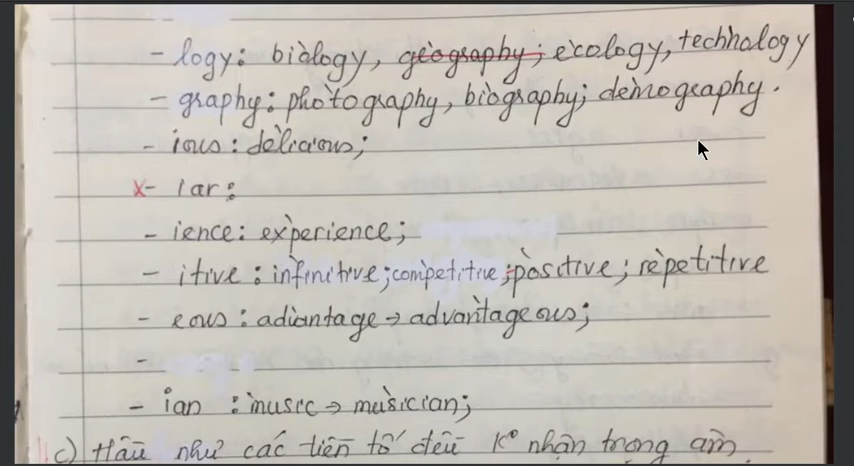 - logy: biology, geography; ecology, technology
- graphy: photography, biography; demography.
- ious: delicious;
x- iar:
- ience: experience;
- itive: infinitive; competitive; positive; repetitive
- eous: adiantage → advantageous;
-
- ian: music → musician;
c) Hầu như các tiền tố đều k° nhận trọng âm.